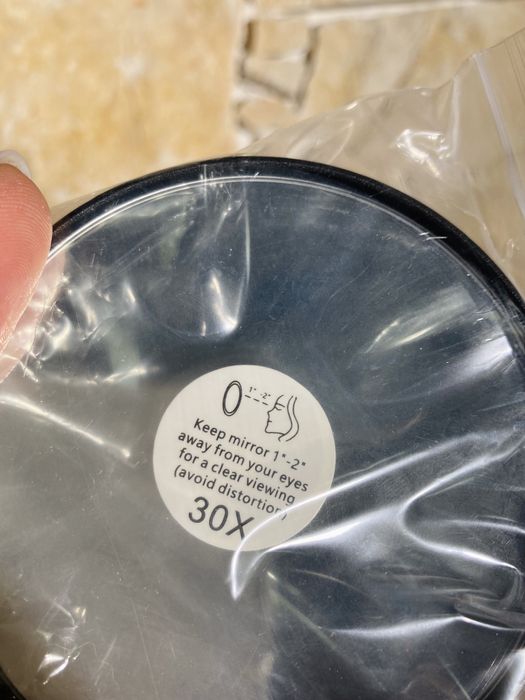 1"-2"
Keep mirror 1"-2"
away from your eyes
for a clear viewing
(avoid distortion)
30X